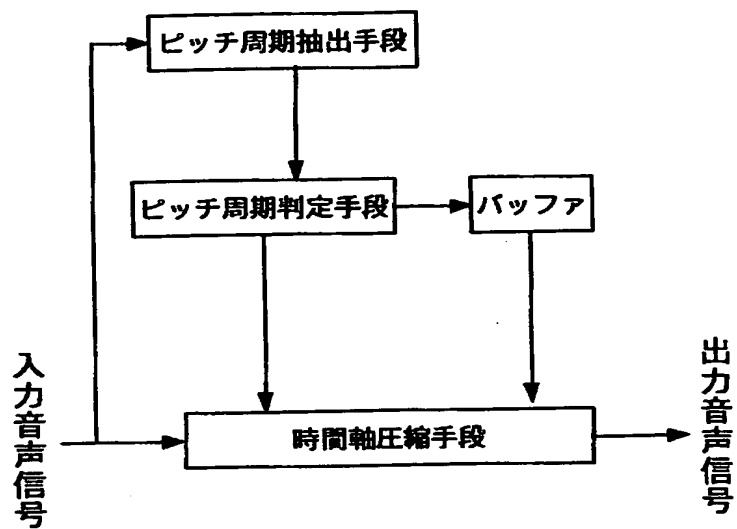 ピッチ周期抽出手段
ピッチ周期判定手段
バッファ
入力音声信号
時間軸圧縮手段
出力音声信号